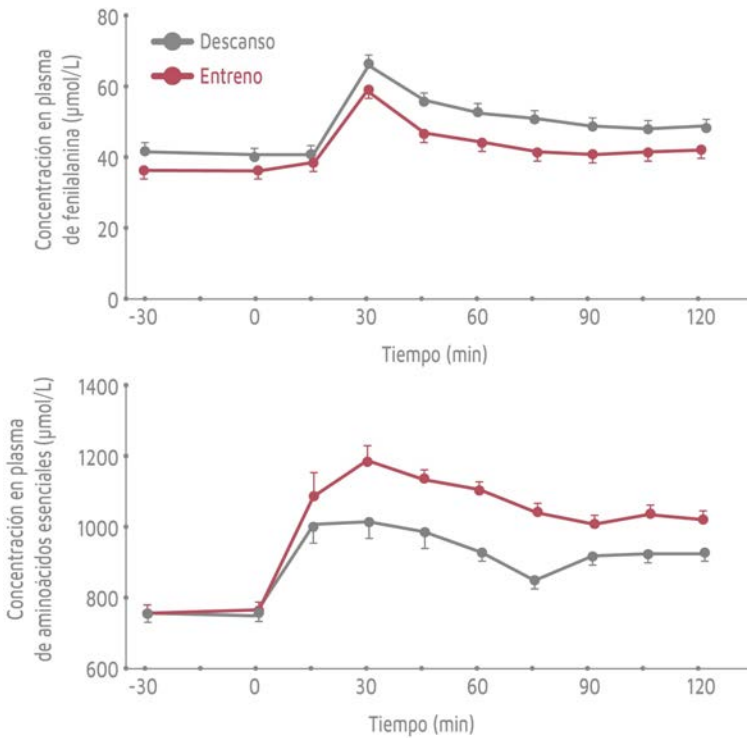 Concentración en plasma
de fenilalanina (µmol/L)
80
60
40
20
0
Descanso
Entreno
-30 0 30 60 90 120
Tiempo (min)
Concentración en plasma
de aminoácidos esenciales (µmol/L)
1400
1200
1000
800
600
-30 0 30 60 90 120
Tiempo (min)